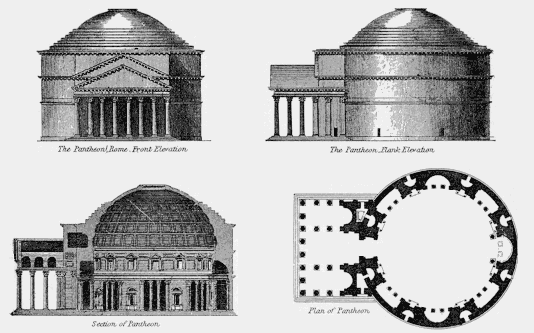 The Pantheon, Rome. Front Elevation
The Pantheon, Flank Elevation
Section of Pantheon
Plan of Pantheon